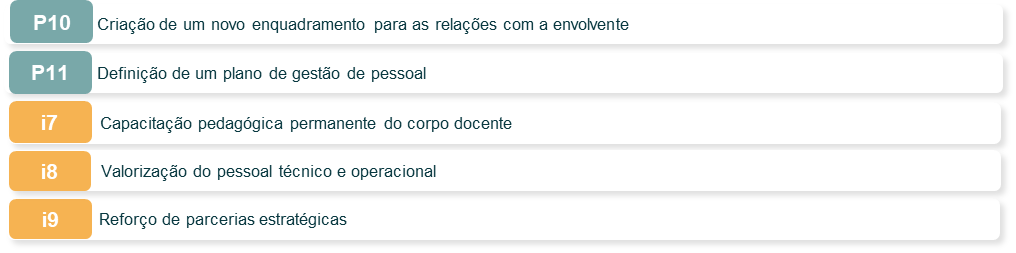 P10 Criação de um novo enquadramento para as relações com a envolvente
P11 Definição de um plano de gestão de pessoal
i7 Capacitação pedagógica permanente do corpo docente
i8 Valorização do pessoal técnico e operacional
i9 Reforço de parcerias estratégicas